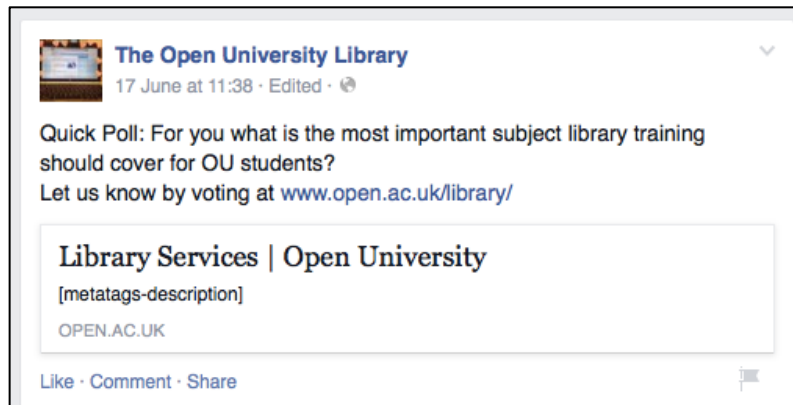 The Open University Library
17 June at 11:38 · Edited ·
Quick Poll: For you what is the most important subject library training
should cover for OU students?
Let us know by voting at www.open.ac.uk/library/
Library Services | Open University
[metatags-description]
OPEN.AC.UK
Like · Comment · Share